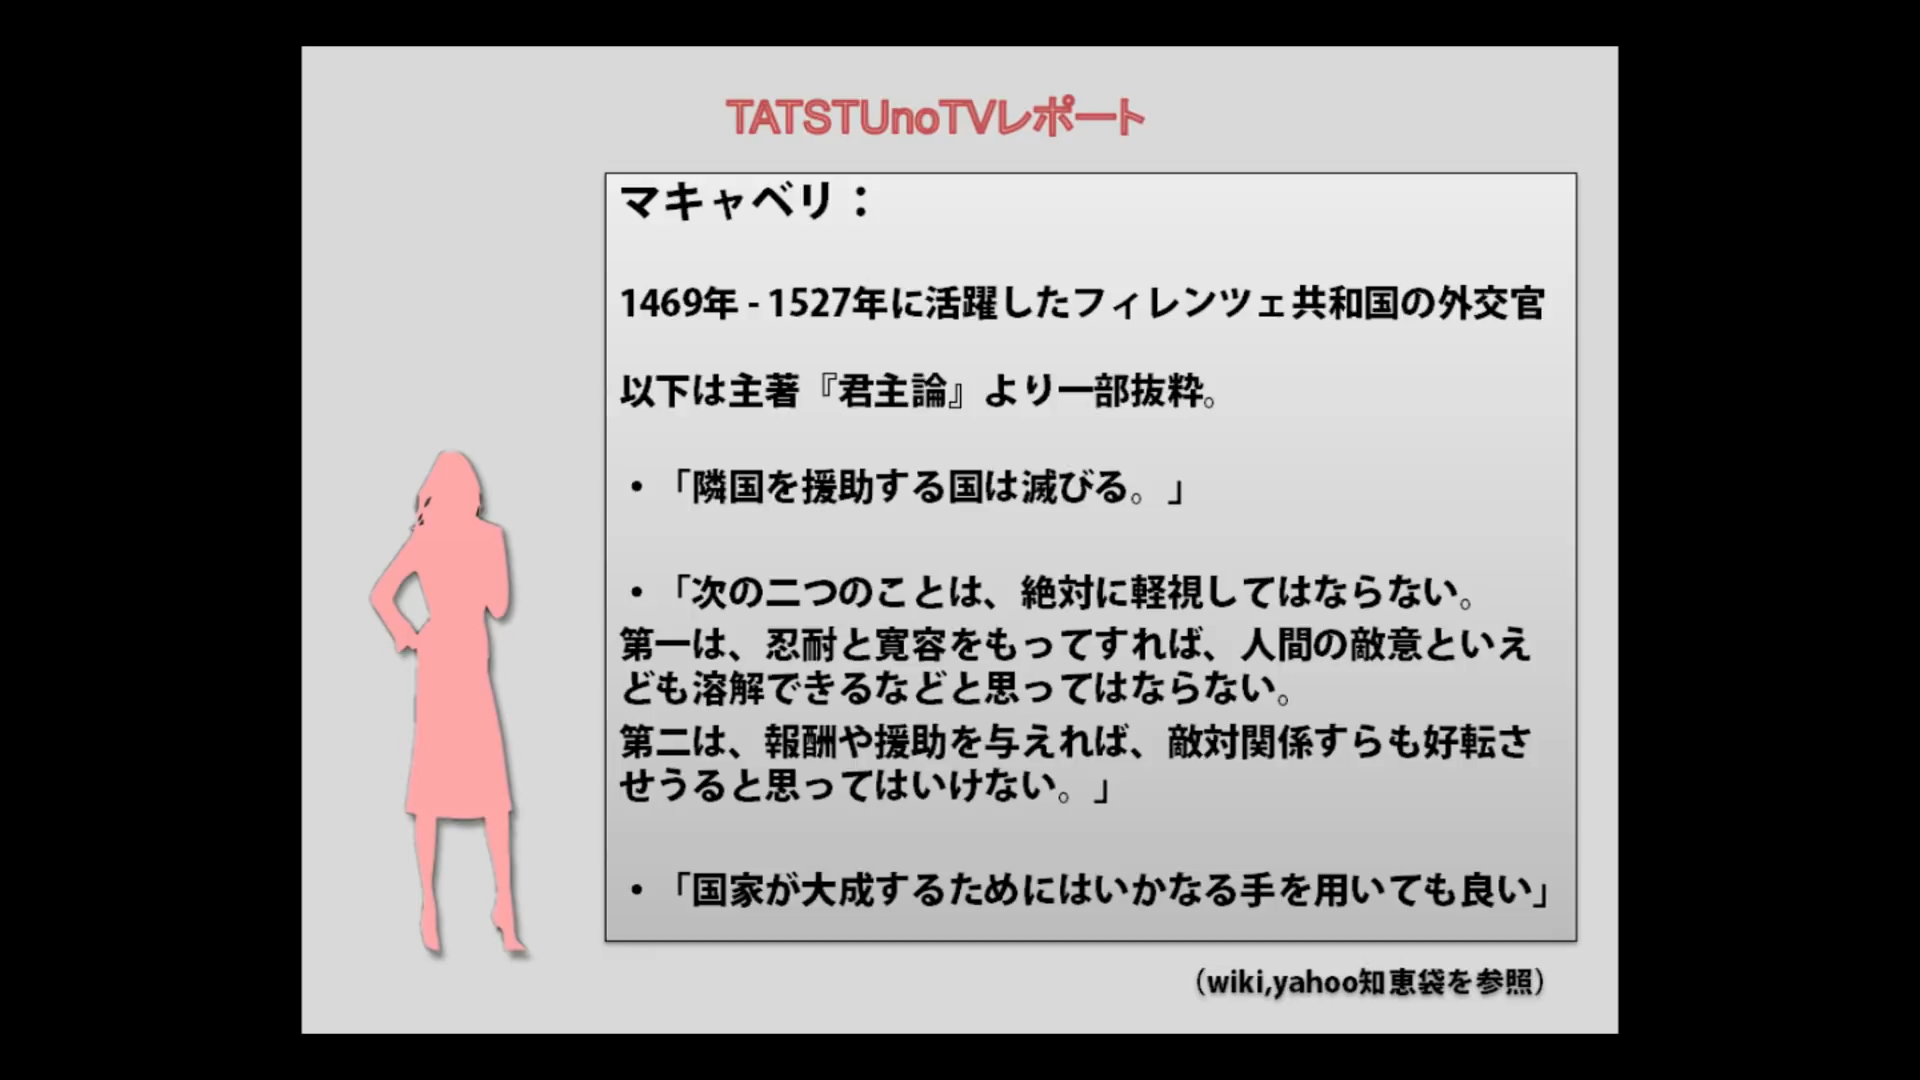 TATSTUnoTVレポート
マキャベリ：
1469年 - 1527年に活躍したフィレンツェ共和国の外交官
以下は主著『君主論』より一部抜粋。
・「隣国を援助する国は滅びる。」
・「次の二つのことは、絶対に軽視してはならない。
第一は、忍耐と寛容をもってすれば、人間の敵意といえ
ども溶解できるなどと思ってはならない。
第二は、報酬や援助を与えれば、敵対関係すらも好転さ
せうると思ってはいけない。」
・「国家が大成するためにはいかなる手を用いても良い」
（wiki,yahoo知恵袋を参照）